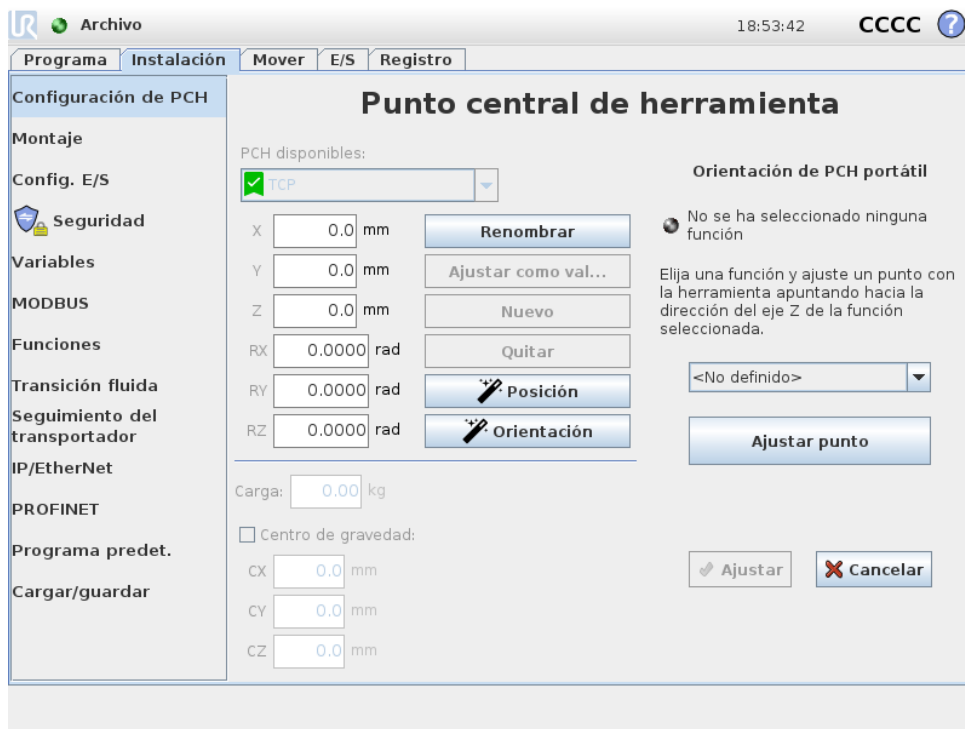 UR Archivo 18:53:42 CCCC ?
Programa Instalación Mover E/S Registro
Configuración de PCH
Montaje
Config. E/S
Seguridad
Variables
MODBUS
Funciones
Transición fluida
Seguimiento del
transportador
IP/EtherNet
PROFINET
Programa predet.
Cargar/guardar
Punto central de herramienta
PCH disponibles:
TCP
X 0.0 mm Renombrar
Y 0.0 mm Ajustar como val...
Z 0.0 mm Nuevo
RX 0.0000 rad Quitar
RY 0.0000 rad Posición
RZ 0.0000 rad Orientación
Carga: 0.00 kg
Centro de gravedad:
CX 0.0 mm
CY 0.0 mm
CZ 0.0 mm
Orientación de PCH portátil
No se ha seleccionado ninguna
función
Elija una función y ajuste un punto con
la herramienta apuntando hacia la
dirección del eje Z de la función
seleccionada.
<No definido>
Ajustar punto
Ajustar Cancelar